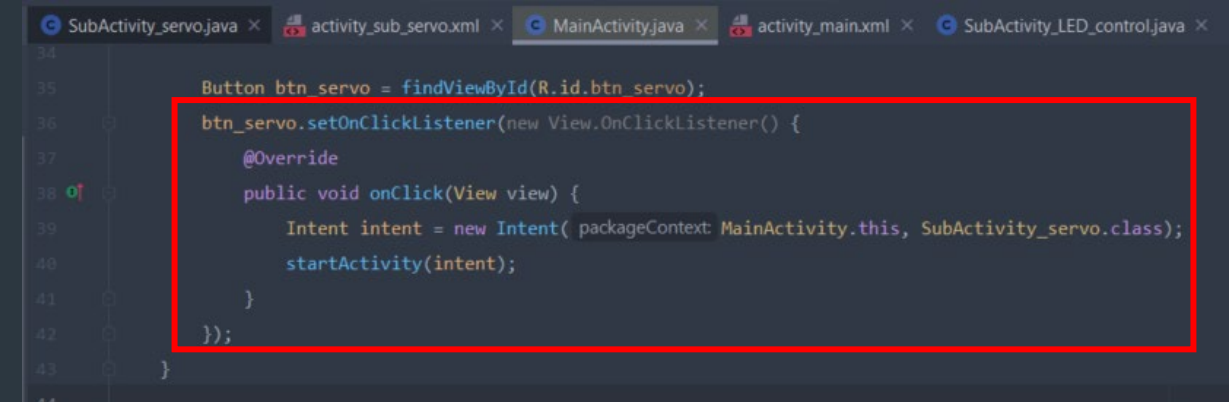 SubActivity_servo.java × activity_sub_servo.xml × MainActivity.java × activity_main.xml × SubActivity_LED_control.java ×
34
35 Button btn_servo = findViewById(R.id.btn_servo);
36 btn_servo.setOnClickListener(new View.OnClickListener() {
37 @Override
38 public void onClick(View view) {
39 Intent intent = new Intent( packageContext: MainActivity.this, SubActivity_servo.class);
40 startActivity(intent);
41 }
42 });
43 }
44